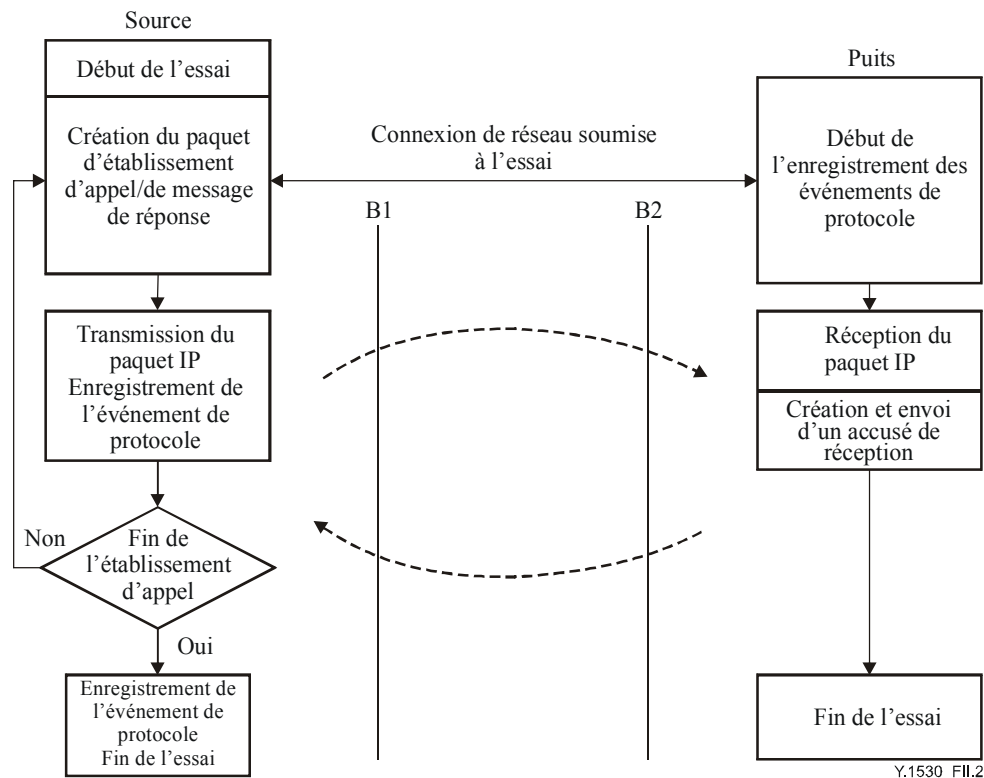 Source
Début de l'essai
Création du paquet
d'établissement
d'appel/de message
de réponse
Transmission du
paquet IP
Enregistrement de
l'événement de
protocole
Non
Fin de
l'établissement
d'appel
Oui
Enregistrement de
l'événement de
protocole
Fin de l'essai
Connexion de réseau soumise
à l'essai
B1
B2
Puits
Début de
l'enregistrement des
événements de
protocole
Réception du
paquet IP
Création et envoi
d'un accusé de
réception
Fin de l'essai
Y.1530_FII.2